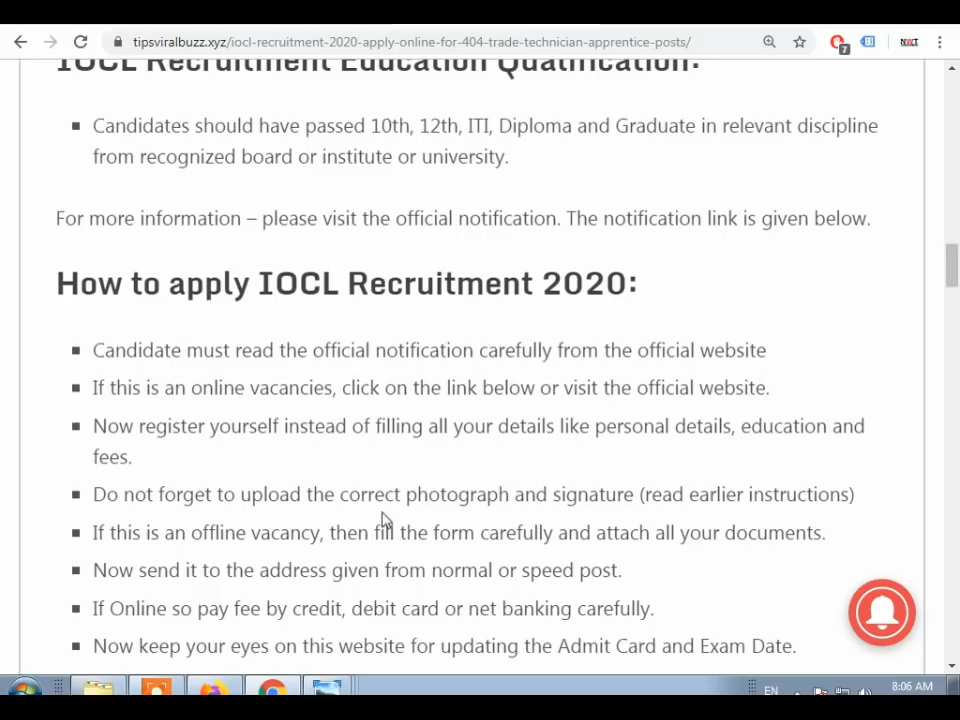 tipsviralbuzz.xyz/iocl-recruitment-2020-apply-online-for-404-trade-technician-apprentice-posts/
7
IOCL Recruitment Education Qualification:
Candidates should have passed 10th, 12th, ITI, Diploma and Graduate in relevant discipline
from recognized board or institute or university.
For more information – please visit the official notification. The notification link is given below.
How to apply IOCL Recruitment 2020:
Candidate must read the official notification carefully from the official website
If this is an online vacancies, click on the link below or visit the official website.
Now register yourself instead of filling all your details like personal details, education and
fees.
Do not forget to upload the correct photograph and signature (read earlier instructions)
If this is an offline vacancy, then fill the form carefully and attach all your documents.
Now send it to the address given from normal or speed post.
If Online so pay fee by credit, debit card or net banking carefully.
Now keep your eyes on this website for updating the Admit Card and Exam Date.
EN
8:06 AM